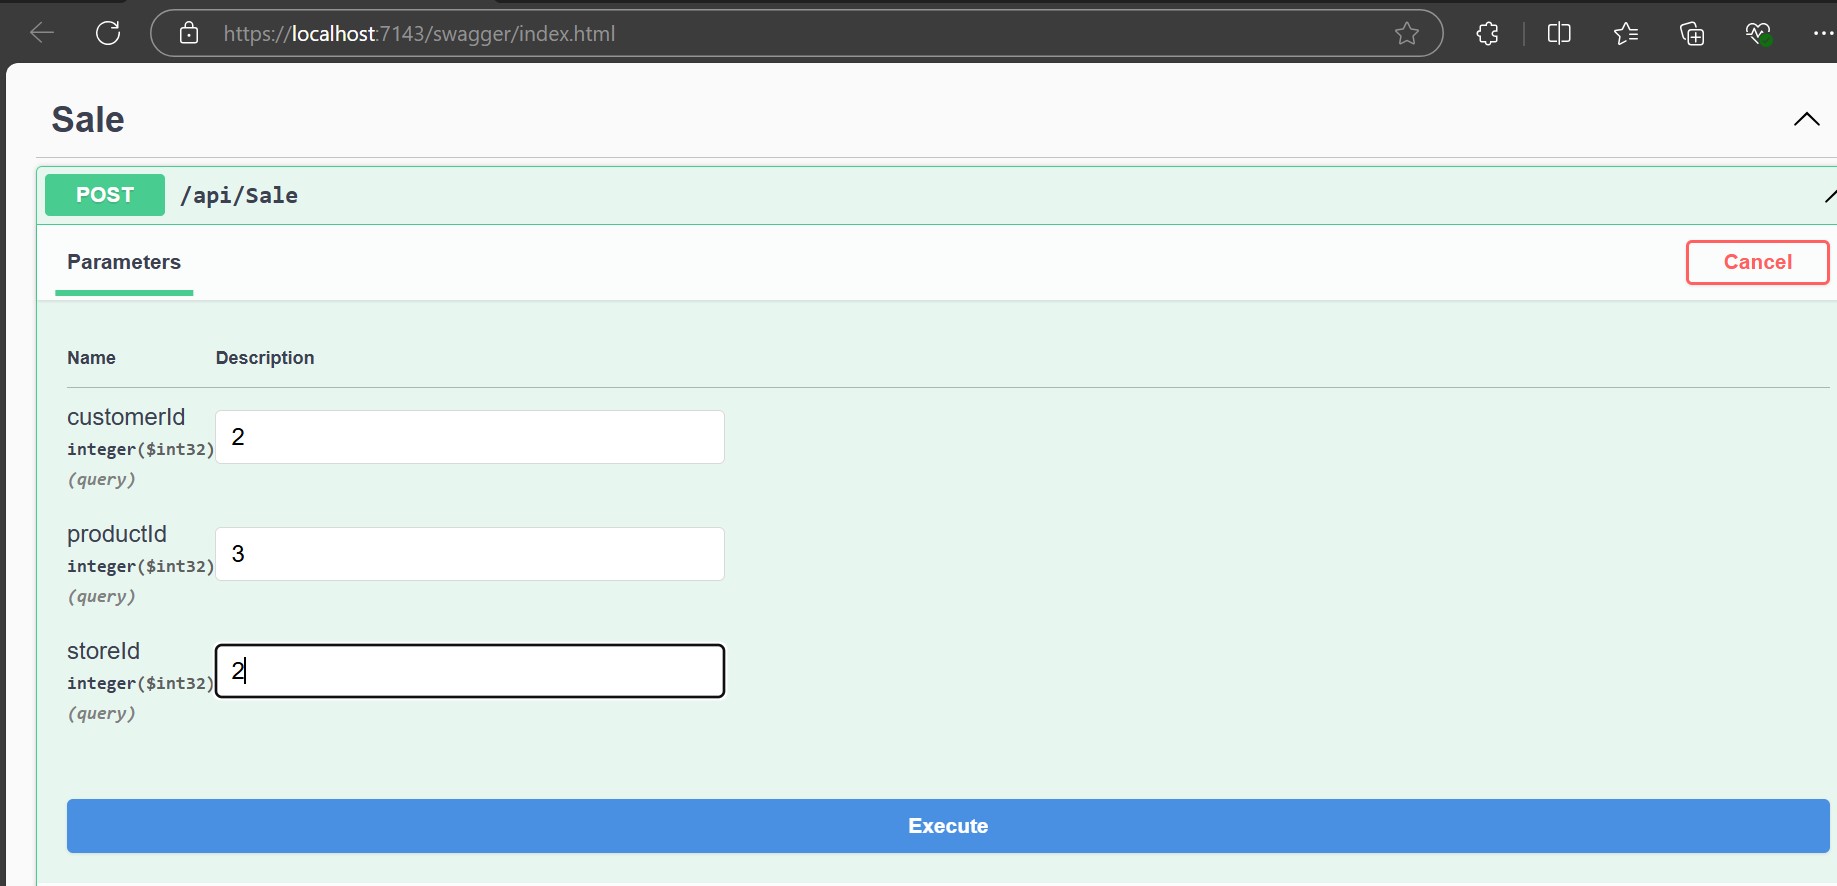 https://localhost:7143/swagger/index.html
Sale
POST /api/Sale
Parameters
Cancel
Name Description
customerId
integer($int32)
(query)
2
productId
integer($int32)
(query)
3
storeId
integer($int32)
(query)
2
Execute